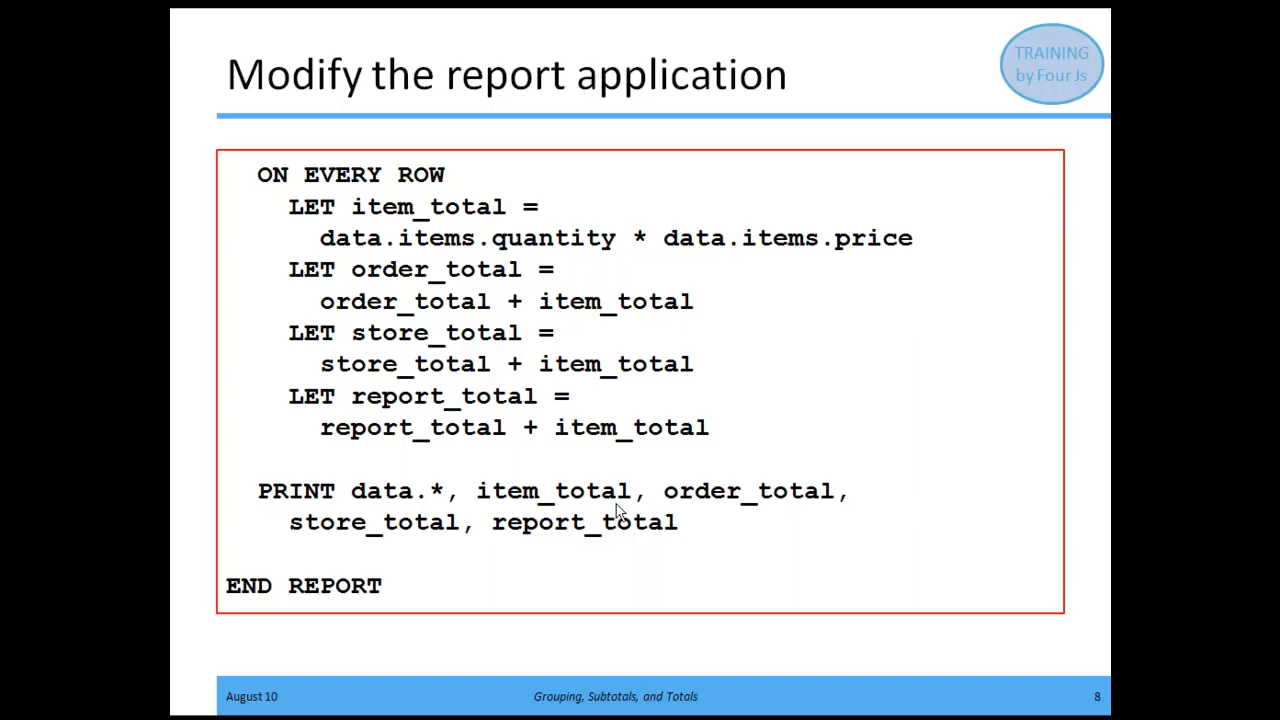 Modify the report application
TRAINING
by Four Js
ON EVERY ROW
LET item_total =
data.items.quantity * data.items.price
LET order_total =
order_total + item_total
LET store_total =
store_total + item_total
LET report_total =
report_total + item_total
PRINT data.*, item_total, order_total,
store_total, report_total
END REPORT
August 10
Grouping, Subtotals, and Totals
8